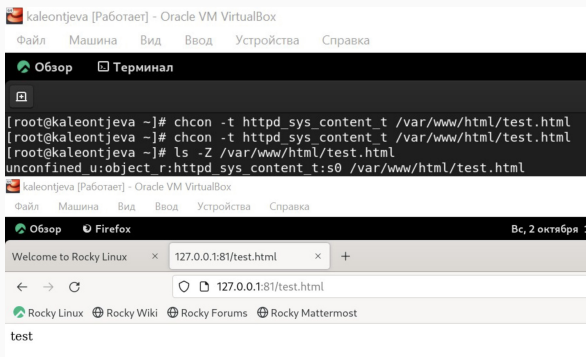 kaleontjeva [Работает] - Oracle VM VirtualBox
Файл Машина Вид Ввод Устройства Справка
Обзор Терминал
[root@kaleontjeva ~]# chcon -t httpd_sys_content_t /var/www/html/test.html
[root@kaleontjeva ~]# chcon -t httpd_sys_content_t /var/www/html/test.html
[root@kaleontjeva ~]# ls -Z /var/www/html/test.html
unconfined_u:object_r:httpd_sys_content_t:s0 /var/www/html/test.html
kaleontjeva [Работает] - Oracle VM VirtualBox
Файл Машина Вид Ввод Устройства Справка
Обзор Firefox Вс, 2 октября
Welcome to Rocky Linux × 127.0.0.1:81/test.html × +
127.0.0.1:81/test.html
Rocky Linux Rocky Wiki Rocky Forums Rocky Mattermost
test